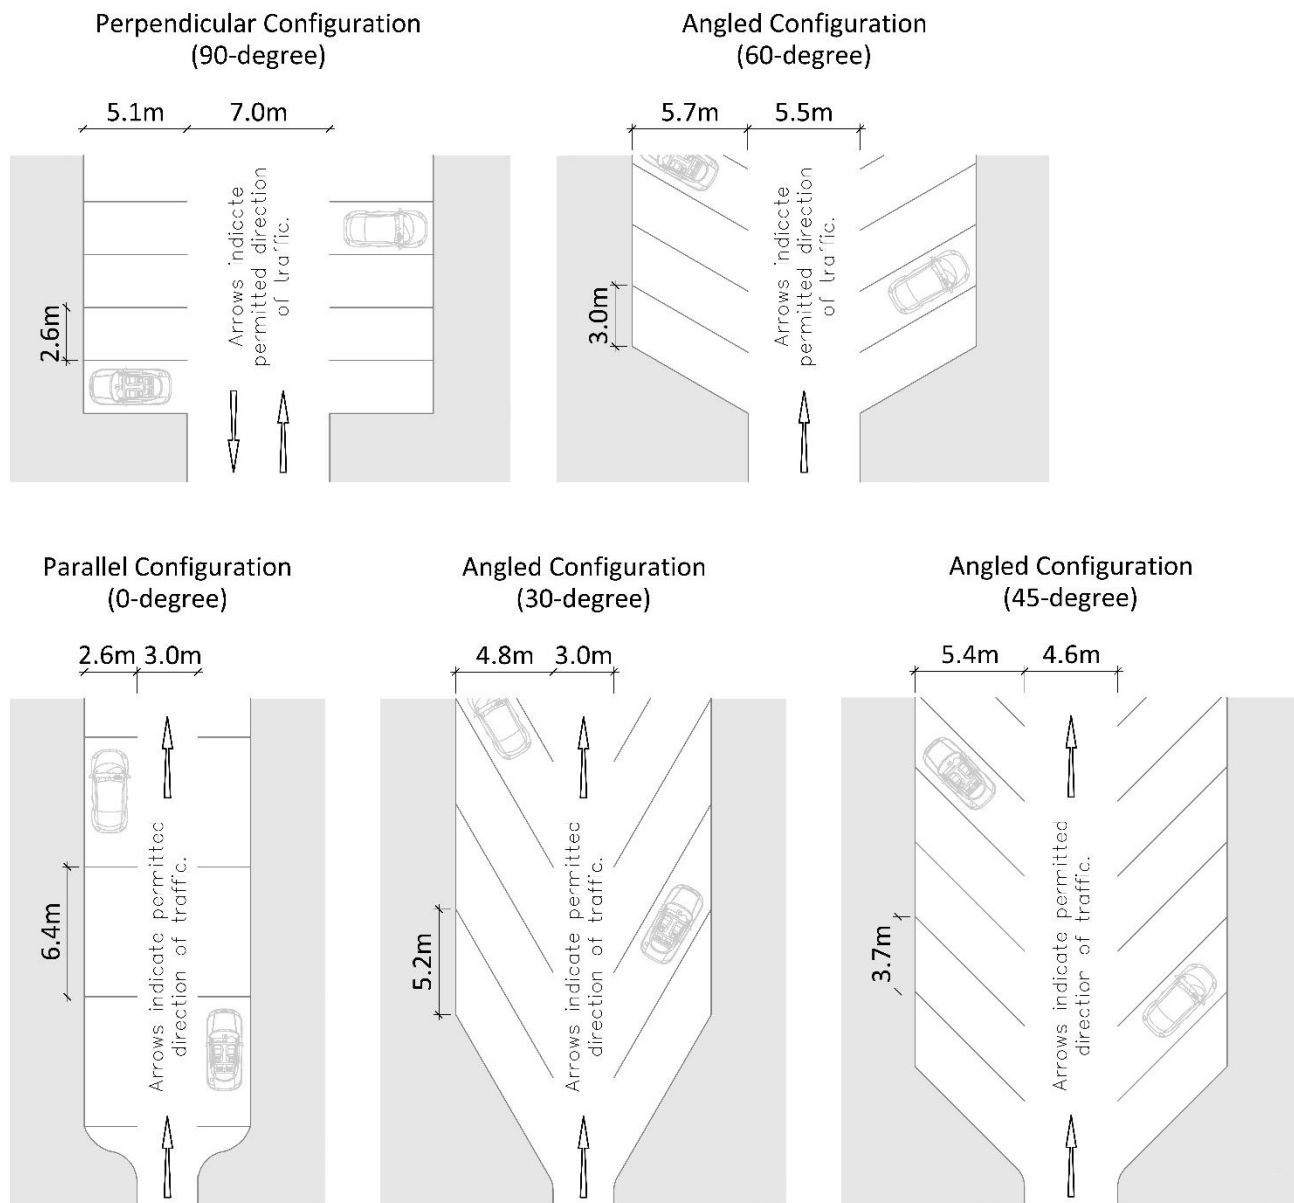 Perpendicular Configuration
(90-degree)
Angled Configuration
(60-degree)
5.1m
7.0m
5.7m
5.5m
Arrows indiccte
permitted direction
of traffic.
2.6m
Arrows indiccte
permitted direction
of traffic.
3.0m
Parallel Configuration
(0-degree)
Angled Configuration
(30-degree)
Angled Configuration
(45-degree)
2.6m
3.0m
4.8m
3.0m
5.4m
4.6m
6.4m
Arrows indicate permitted
direction of traffic.
5.2m
Arrows indicate permitted
direction of traffic.
3.7m
Arrows indicate permitted
direction of traffic.